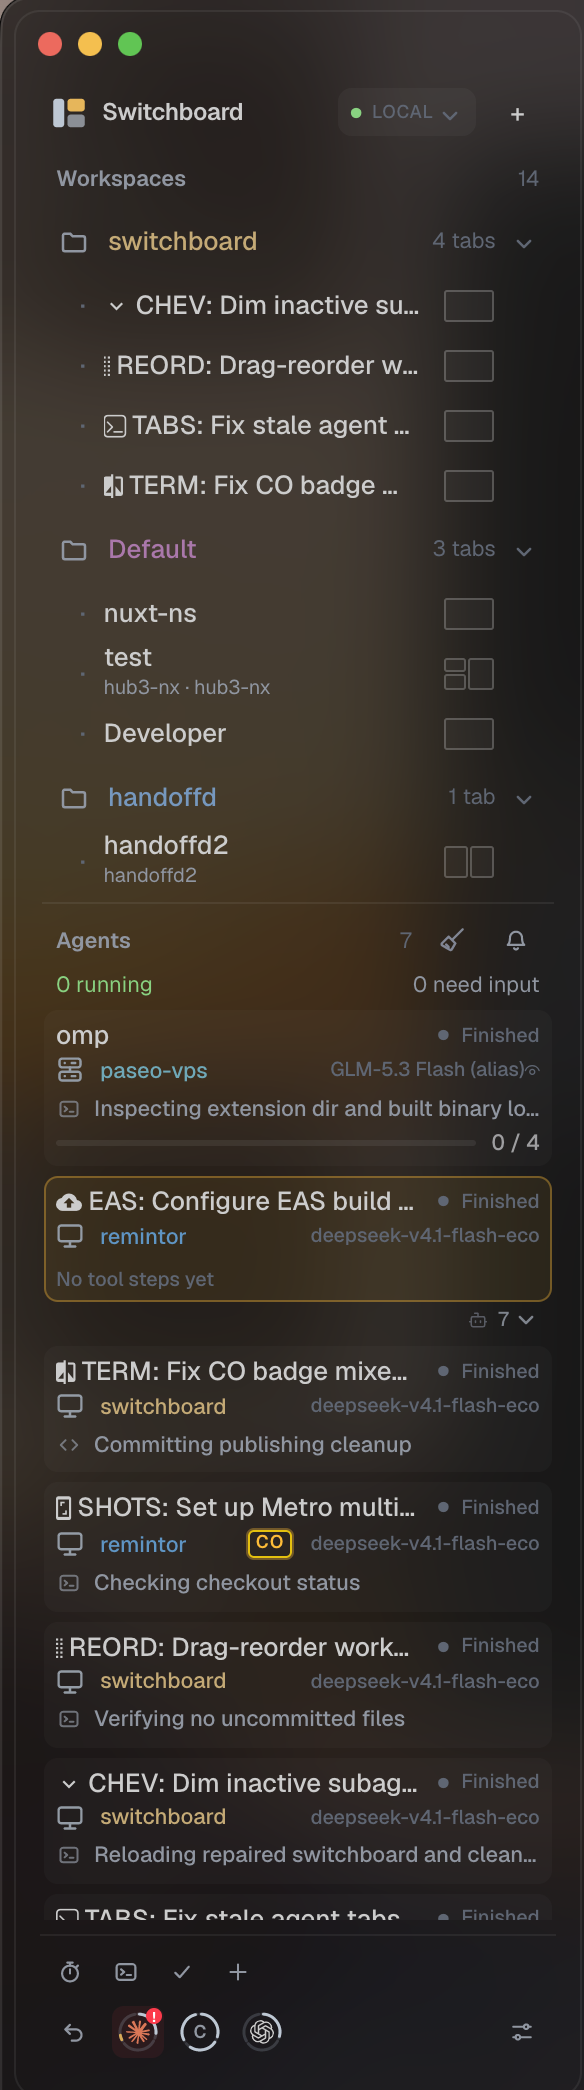 Switchboard
LOCAL
+
Workspaces 14
switchboard 4 tabs
CHEV: Dim inactive su...
REORD: Drag-reorder w...
TABS: Fix stale agent ...
TERM: Fix CO badge ...
Default 3 tabs
nuxt-ns
test
hub3-nx · hub3-nx
Developer
handoffd 1 tab
handoffd2
handoffd2
Agents 7
0 running 0 need input
omp Finished
paseo-vps GLM-5.3 Flash (alias)
Inspecting extension dir and built binary lo...
0 / 4
EAS: Configure EAS build ... Finished
remintor deepseek-v4.1-flash-eco
No tool steps yet
7
TERM: Fix CO badge mixe... Finished
switchboard deepseek-v4.1-flash-eco
Committing publishing cleanup
SHOTS: Set up Metro multi... Finished
remintor CO deepseek-v4.1-flash-eco
Checking checkout status
REORD: Drag-reorder work... Finished
switchboard deepseek-v4.1-flash-eco
Verifying no uncommitted files
CHEV: Dim inactive subag... Finished
switchboard deepseek-v4.1-flash-eco
Reloading repaired switchboard and clean...
TABS: Fix stale agent tabs Finished
! C